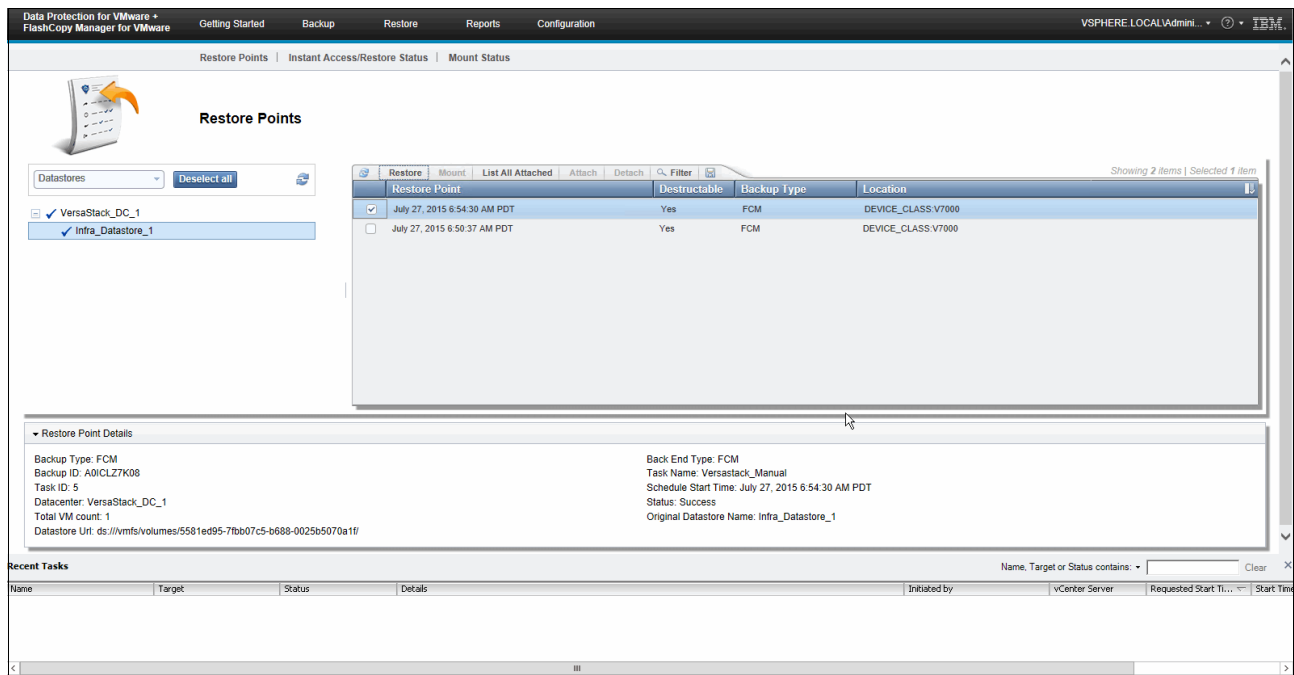 Data Protection for VMware +
FlashCopy Manager for VMware
Getting Started Backup Restore Reports Configuration
VSPHERE.LOCAL\Admini... ? IBM.
Restore Points | Instant Access/Restore Status | Mount Status
Restore Points
Datastores Deselect all
VersaStack_DC_1
Infra_Datastore_1
Restore Mount List All Attached Attach Detach Filter
Showing 2 items | Selected 1 item
Restore Point Destructable Backup Type Location
July 27, 2015 6:54:30 AM PDT Yes FCM DEVICE_CLASS:V7000
July 27, 2015 6:50:37 AM PDT Yes FCM DEVICE_CLASS:V7000
Restore Point Details
Backup Type: FCM
Backup ID: A0ICLZ7K08
Task ID: 5
Datacenter: VersaStack_DC_1
Total VM count: 1
Datastore Url: ds:///vmfs/volumes/5581ed95-7fbb07c5-b688-0025b5070a1f/
Back End Type: FCM
Task Name: Versastack_Manual
Schedule Start Time: July 27, 2015 6:54:30 AM PDT
Status: Success
Original Datastore Name: Infra_Datastore_1
Recent Tasks
Name, Target or Status contains: Clear
Name Target Status Details Initiated by vCenter Server Requested Start Ti... Start Time